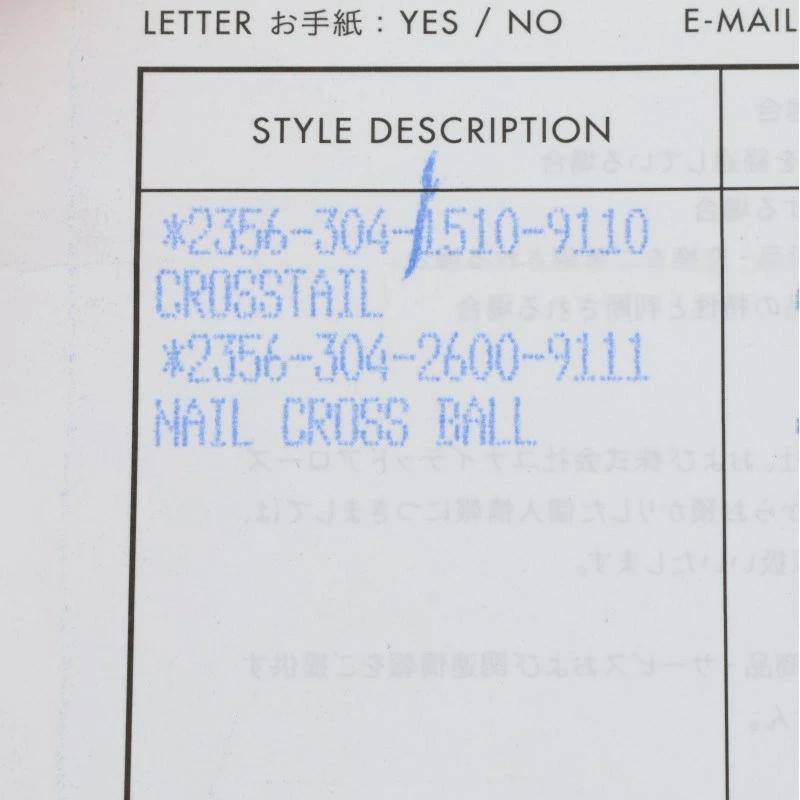 LETTER お手紙：YES / NO E-MAIL
STYLE DESCRIPTION
*2356-304-1510-9110
CROSSTAIL
*2356-304-2600-9111
NAIL CROSS BALL